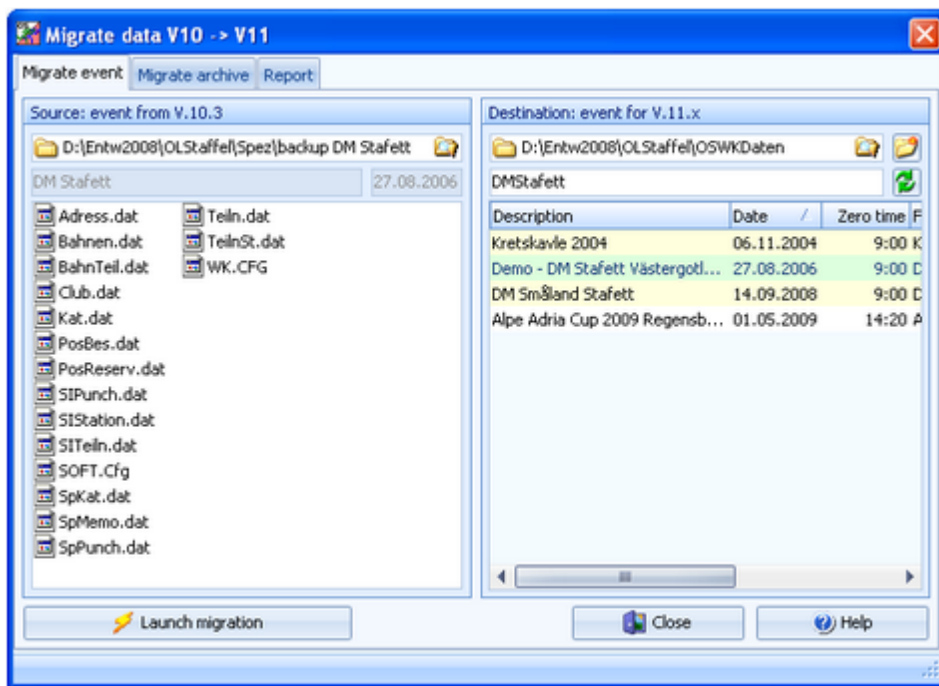 Migrate data V10 -> V11
Migrate event Migrate archive Report
Source: event from V.10.3
D:\Entw2008\OLStaffel\Spez\backup DM Stafett
DM Stafett 27.08.2006
Adress.dat Teiln.dat
Bahnen.dat TeilnSt.dat
BahnTeil.dat WK.CFG
Club.dat
Kat.dat
PosBes.dat
PosReserv.dat
SIPunch.dat
SIStation.dat
SITeiln.dat
SOFT.Cfg
SpKat.dat
SpMemo.dat
SpPunch.dat
Destination: event for V.11.x
D:\Entw2008\OLStaffel\OSWKDaten
DMStafett
Description Date Zero time F
Kretskavle 2004 06.11.2004 9:00 K
Demo - DM Stafett Västergotl... 27.08.2006 9:00 D
DM Småland Stafett 14.09.2008 9:00 D
Alpe Adria Cup 2009 Regensb... 01.05.2009 14:20 A
Launch migration Close Help